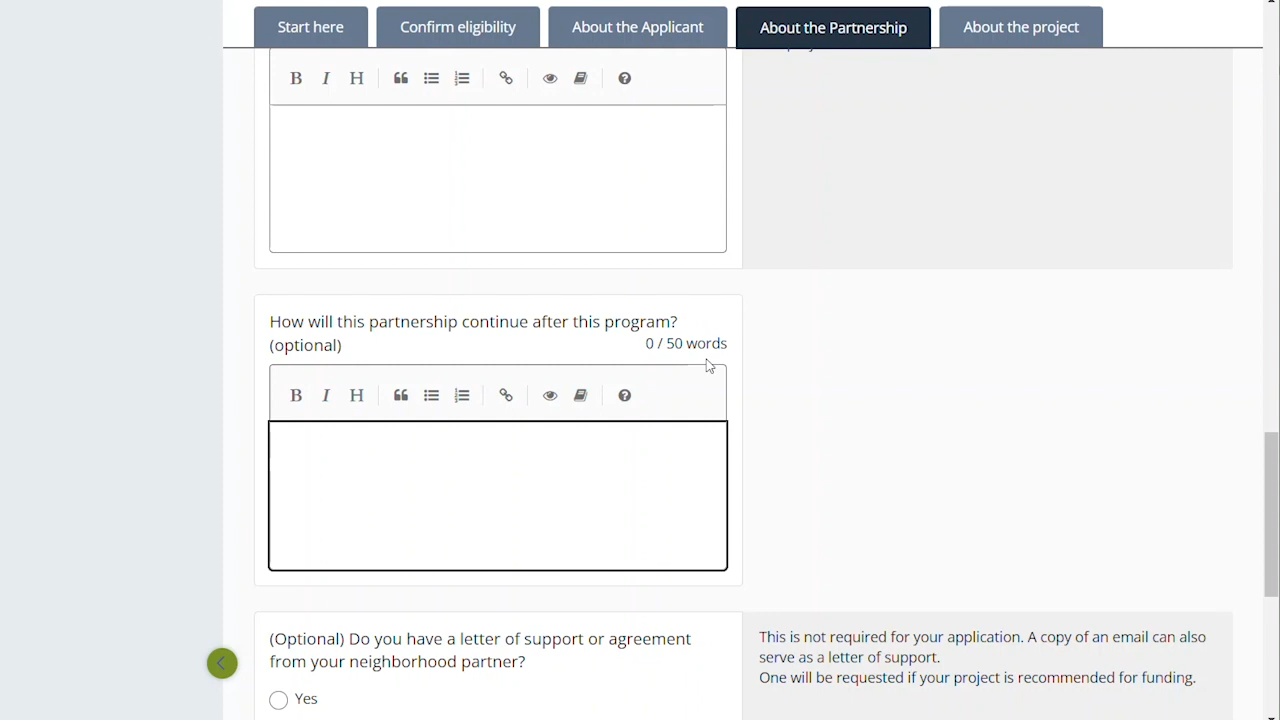 Start here
Confirm eligibility
About the Applicant
About the Partnership
About the project
B I H
How will this partnership continue after this program?
(optional)
0 / 50 words
B I H
(Optional) Do you have a letter of support or agreement
from your neighborhood partner?
Yes
This is not required for your application. A copy of an email can also
serve as a letter of support.
One will be requested if your project is recommended for funding.